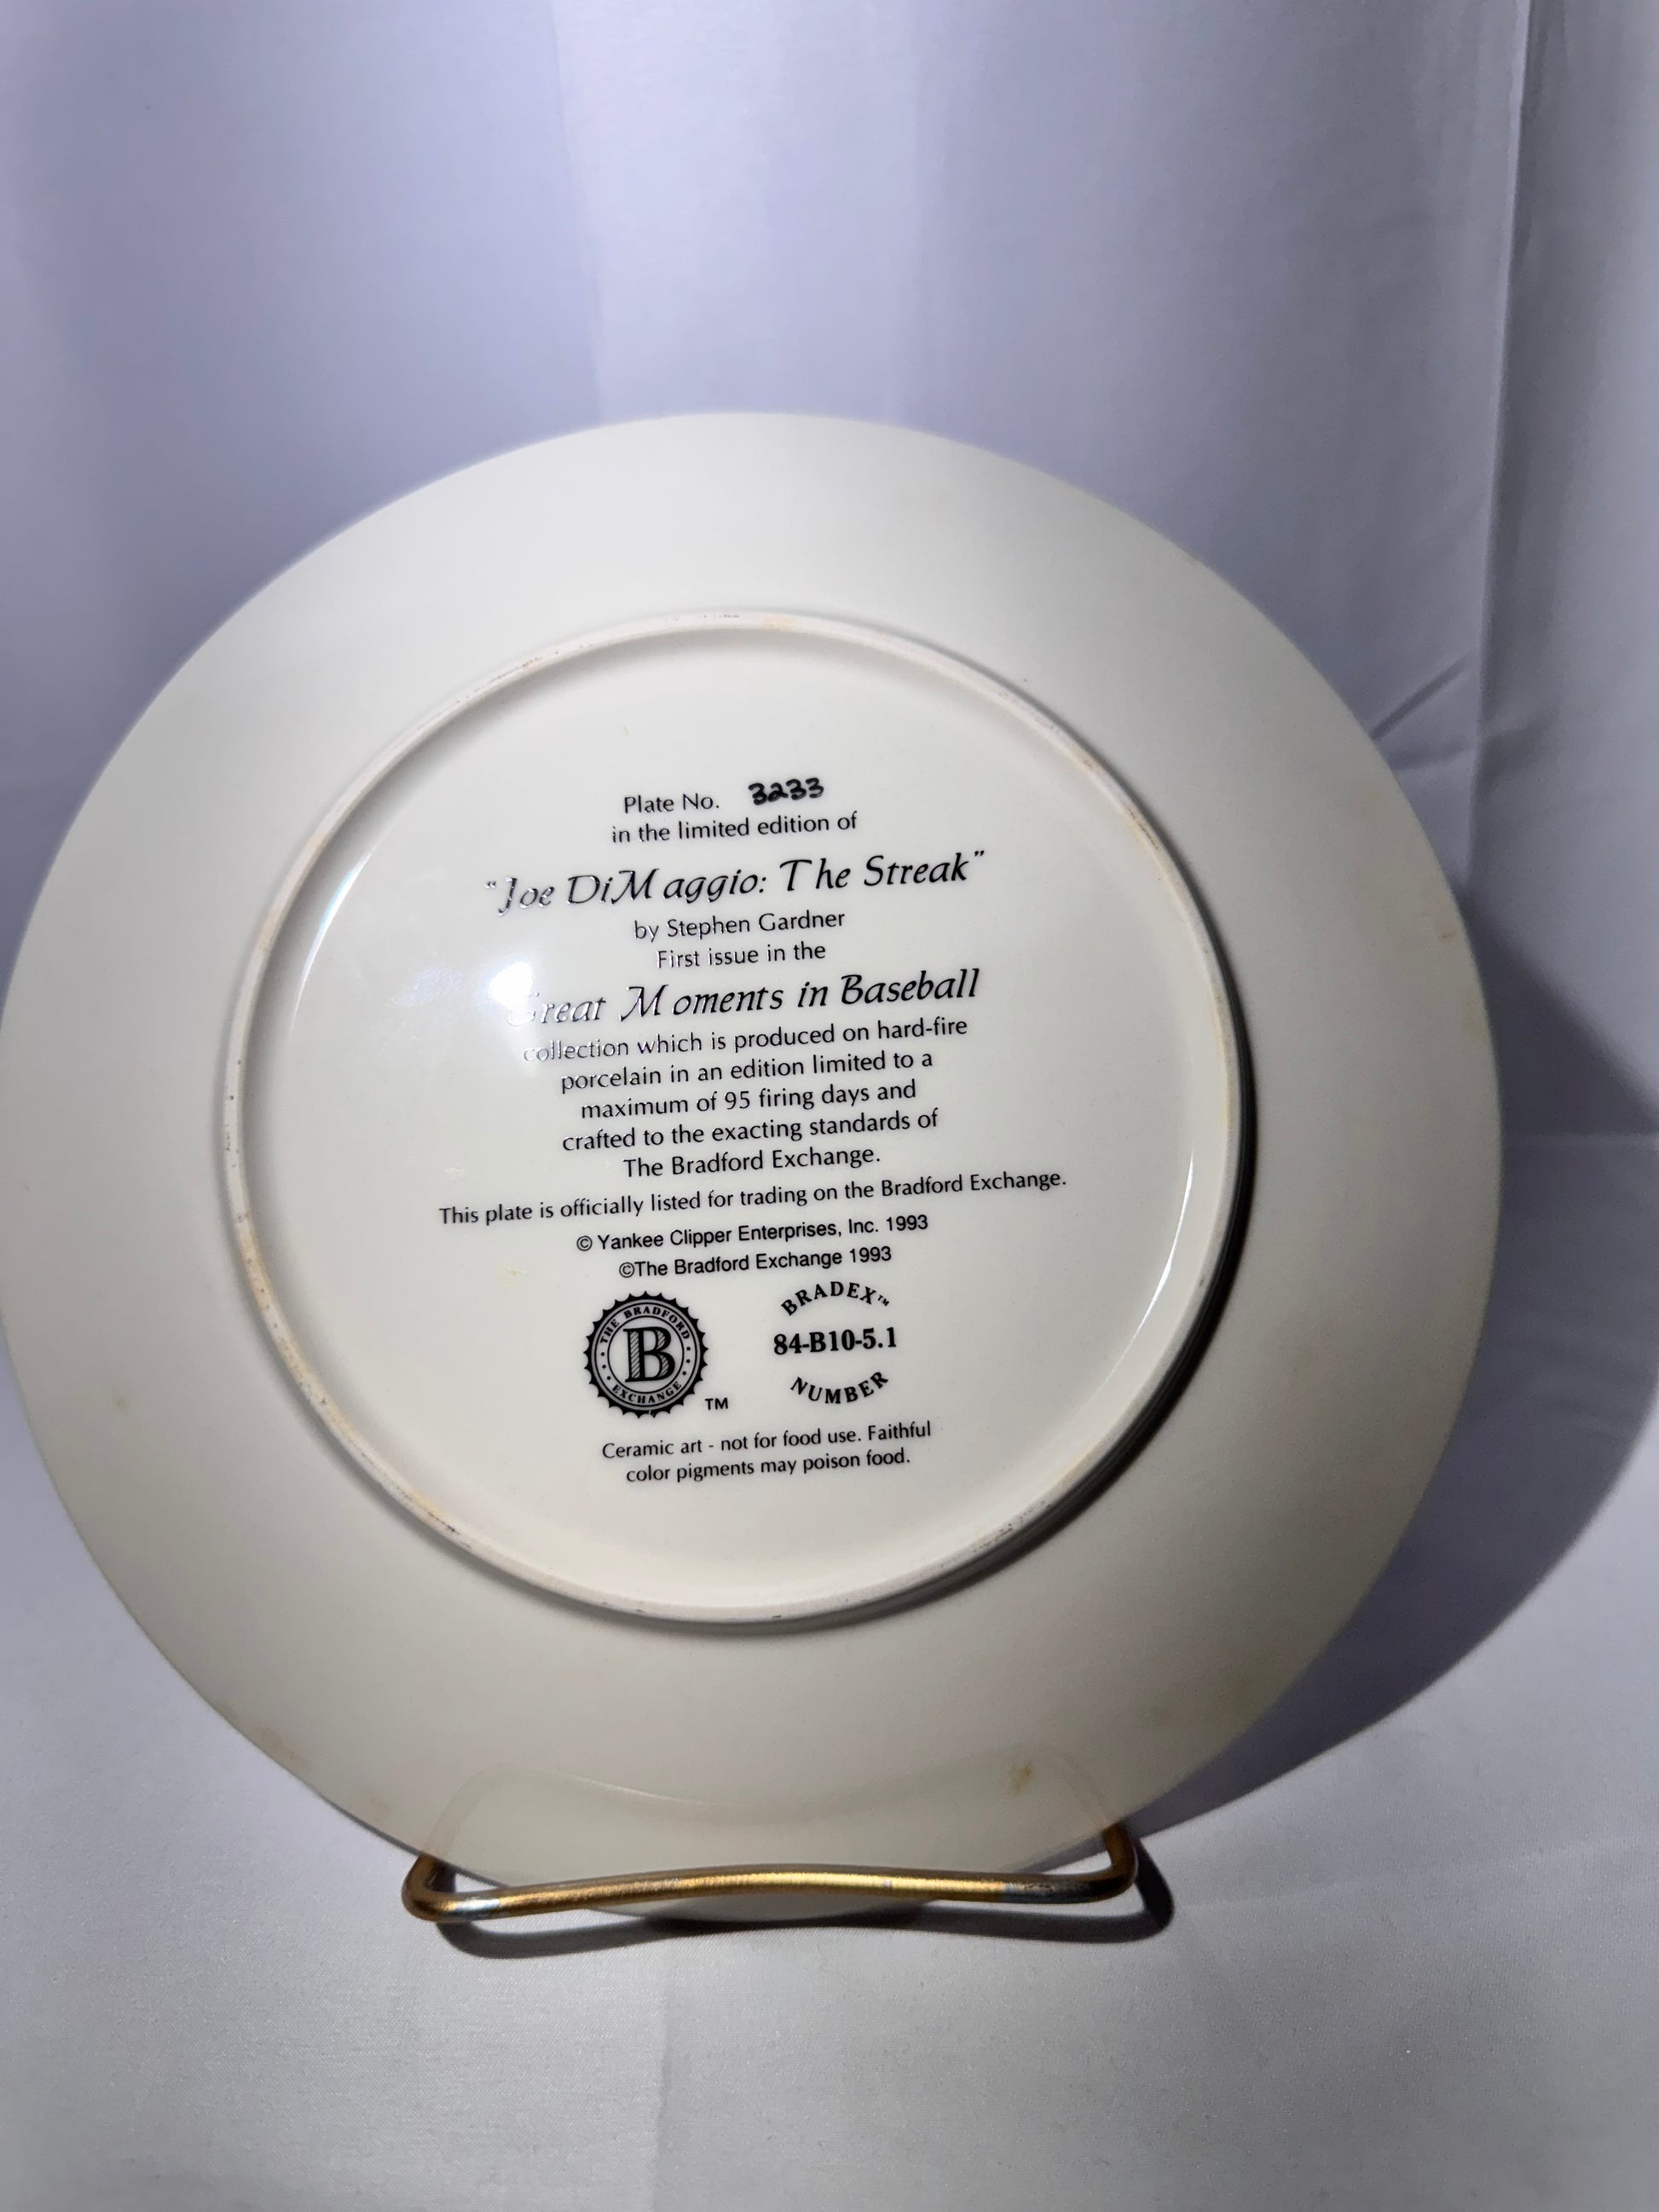 Plate No. 3233
in the limited edition of
"Joe DiMaggio: The Streak"
by Stephen Gardner
First issue in the
Great Moments in Baseball
collection which is produced on hard-fire
porcelain in an edition limited to a
maximum of 95 firing days and
crafted to the exacting standards of
The Bradford Exchange.
This plate is officially listed for trading on the Bradford Exchange.
© Yankee Clipper Enterprises, Inc. 1993
©The Bradford Exchange 1993
THE BRADFORD
B
EXCHANGE
TM
BRADEX™
84-B10-5.1
NUMBER
Ceramic art - not for food use. Faithful
color pigments may poison food.